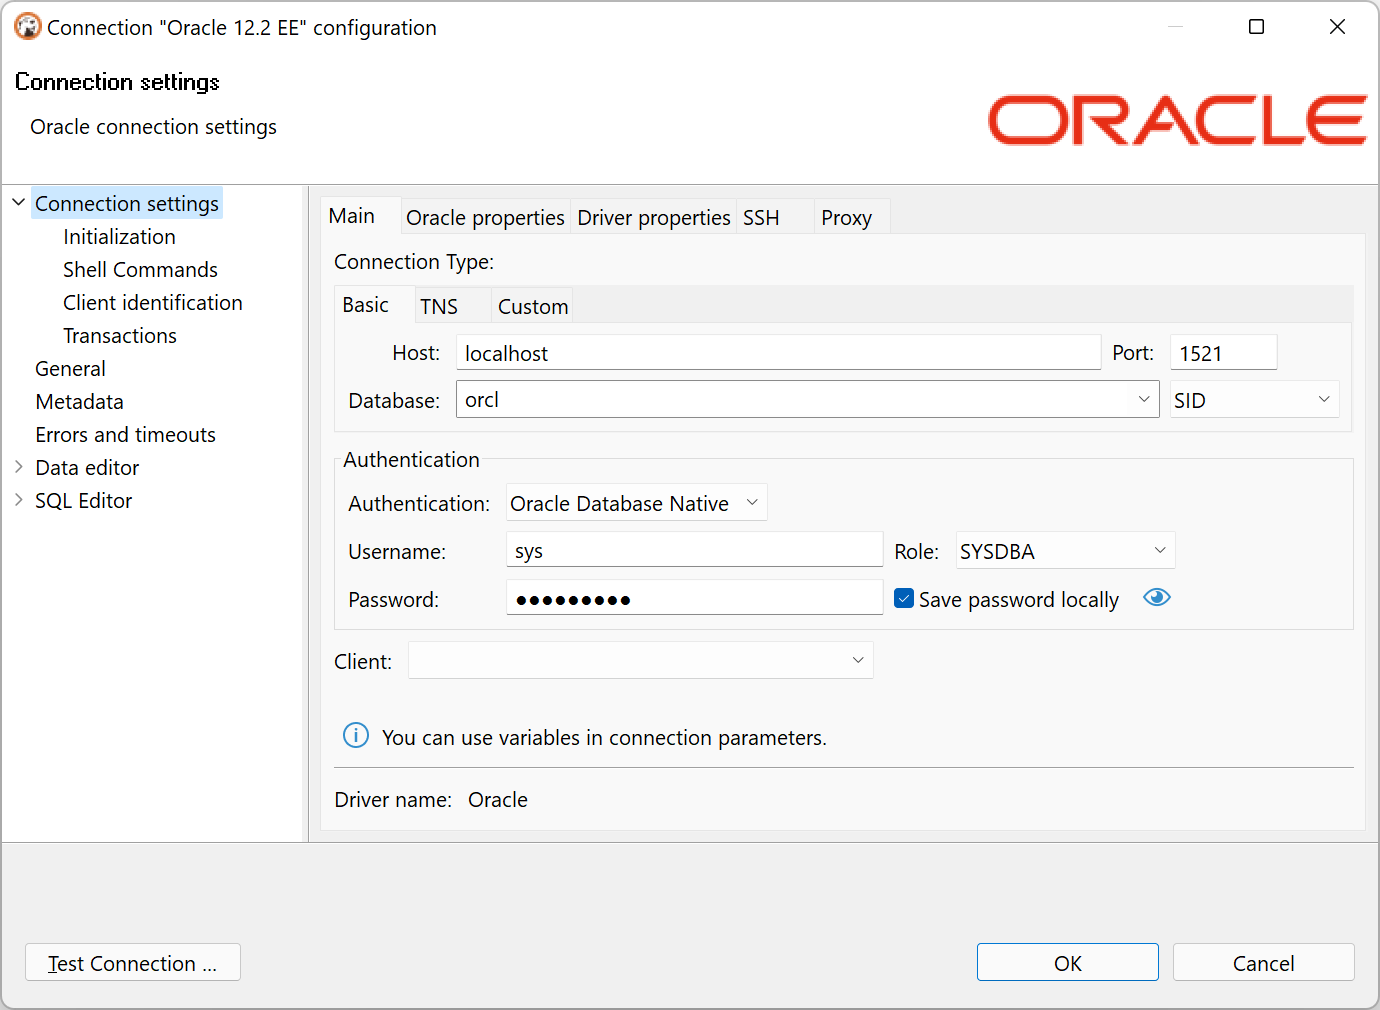 Connection "Oracle 12.2 EE" configuration
Connection settings
Oracle connection settings
ORACLE
Connection settings
Initialization
Shell Commands
Client identification
Transactions
General
Metadata
Errors and timeouts
Data editor
SQL Editor
Main Oracle properties Driver properties SSH Proxy
Connection Type:
Basic TNS Custom
Host: localhost Port: 1521
Database: orcl SID
Authentication
Authentication: Oracle Database Native
Username: sys Role: SYSDBA
Password: ●●●●●●●●● Save password locally
Client:
You can use variables in connection parameters.
Driver name: Oracle
Test Connection ... OK Cancel